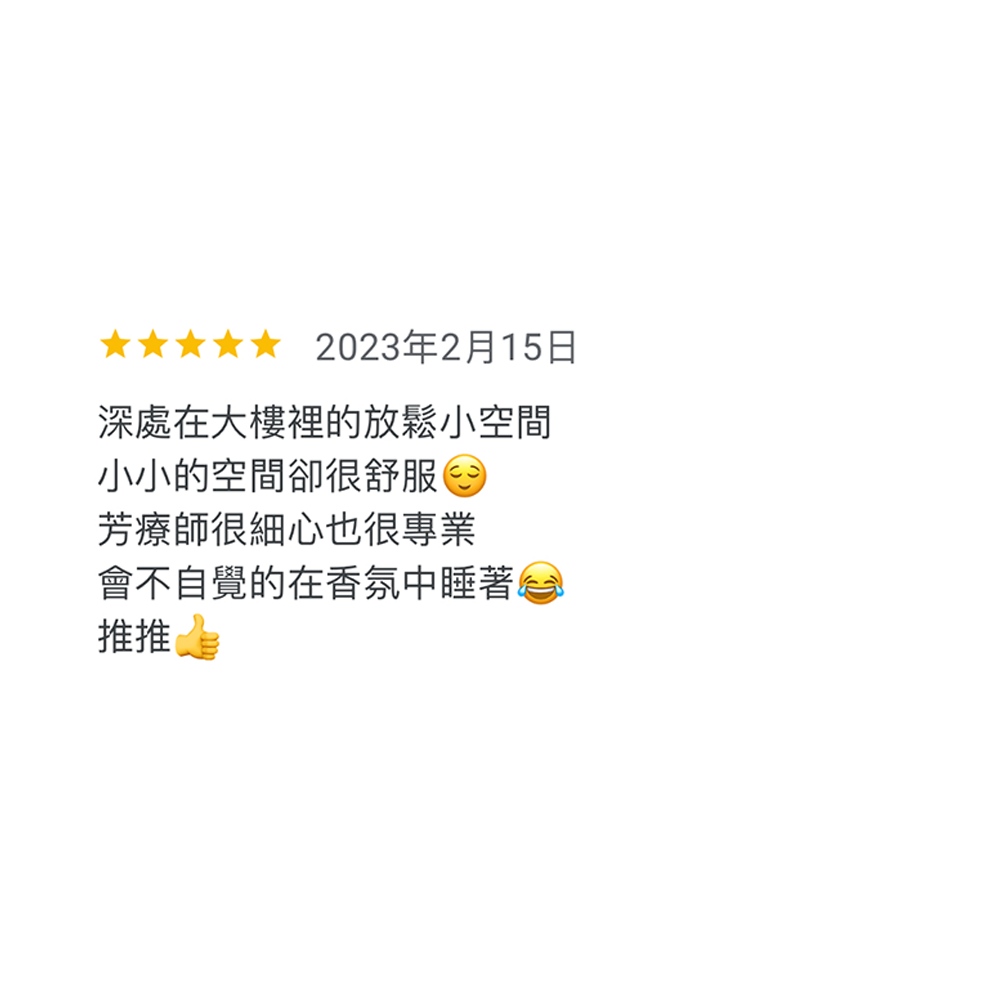 ★★★★★ 2023年2月15日
深處在大樓裡的放鬆小空間
小小的空間卻很舒服😌
芳療師很細心也很專業
會不自覺的在香氛中睡著😂
推推👍